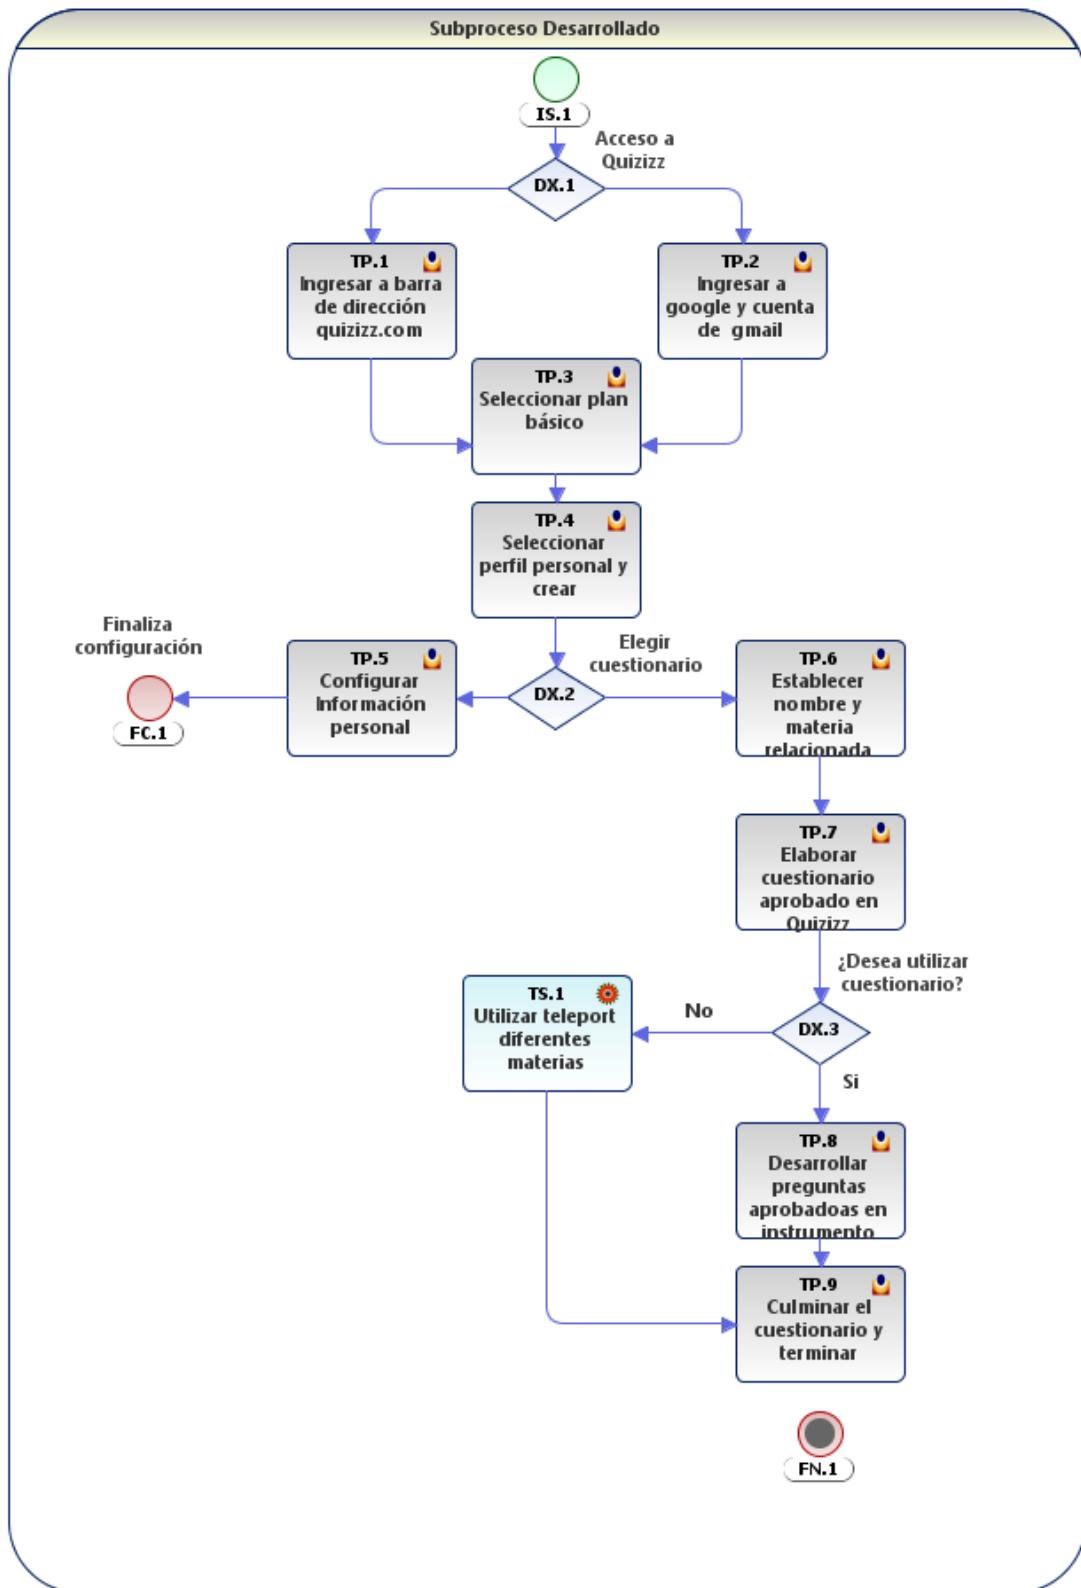 Subproceso Desarrollado
IS.1
Acceso a
Quizizz
DX.1
TP.1
Ingresar a barra
de dirección
quizizz.com
TP.2
Ingresar a
google y cuenta
de gmail
TP.3
Seleccionar plan
básico
TP.4
Seleccionar
perfil personal y
crear
Finaliza
configuración
FC.1
TP.5
Configurar
Información
personal
DX.2
Elegir
cuestionario
TP.6
Establecer
nombre y
materia
relacionada
TP.7
Elaborar
cuestionario
aprobado en
Quizizz
¿Desea utilizar
cuestionario?
DX.3
No
TS.1
Utilizar teleport
diferentes
materias
Si
TP.8
Desarrollar
preguntas
aprobadoas en
instrumento
TP.9
Culminar el
cuestionario y
terminar
FN.1